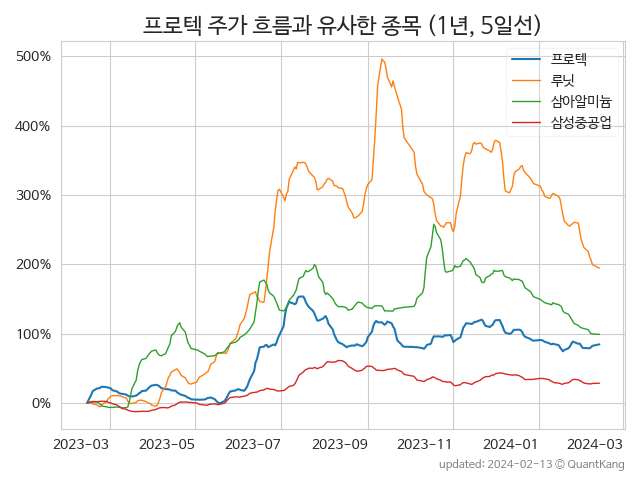 프로텍 주가 흐름과 유사한 종목 (1년, 5일선)
프로텍
루닛
삼아알미늄
삼성중공업
500%
400%
300%
200%
100%
0%
2023-03 2023-05 2023-07 2023-09 2023-11 2024-01 2024-03
updated: 2024-02-13 © QuantKang